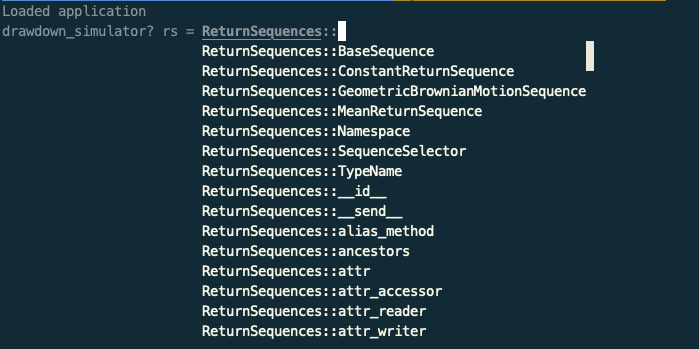 Loaded application
drawdown_simulator? rs = ReturnSequences::
ReturnSequences::BaseSequence
ReturnSequences::ConstantReturnSequence
ReturnSequences::GeometricBrownianMotionSequence
ReturnSequences::MeanReturnSequence
ReturnSequences::Namespace
ReturnSequences::SequenceSelector
ReturnSequences::TypeName
ReturnSequences::__id__
ReturnSequences::__send__
ReturnSequences::alias_method
ReturnSequences::ancestors
ReturnSequences::attr
ReturnSequences::attr_accessor
ReturnSequences::attr_reader
ReturnSequences::attr_writer